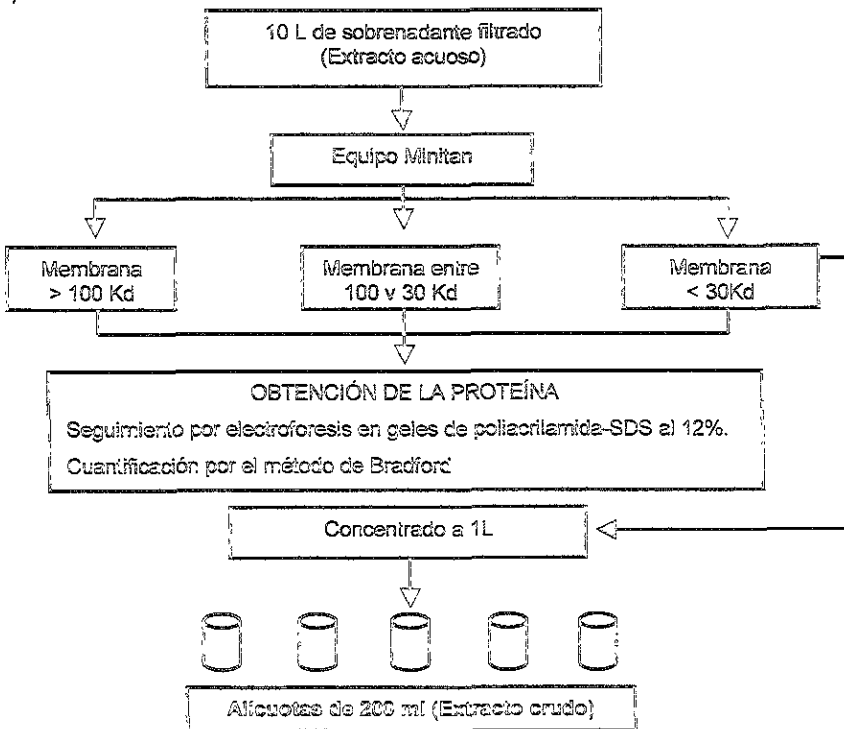 10 L de sobrenadante filtrado
(Extracto acuoso)
Equipo Minitan
Membrana
> 100 Kd
Membrana entre
100 y 30 Kd
Membrana
< 30Kd
OBTENCIÓN DE LA PROTEÍNA
Seguimiento por electroforesis en geles de poliacrilamida-SDS al 12%.
Cuantificación por el método de Bradford
Concentrado a 1L
Alícuotas de 200 ml (Extracto crudo)